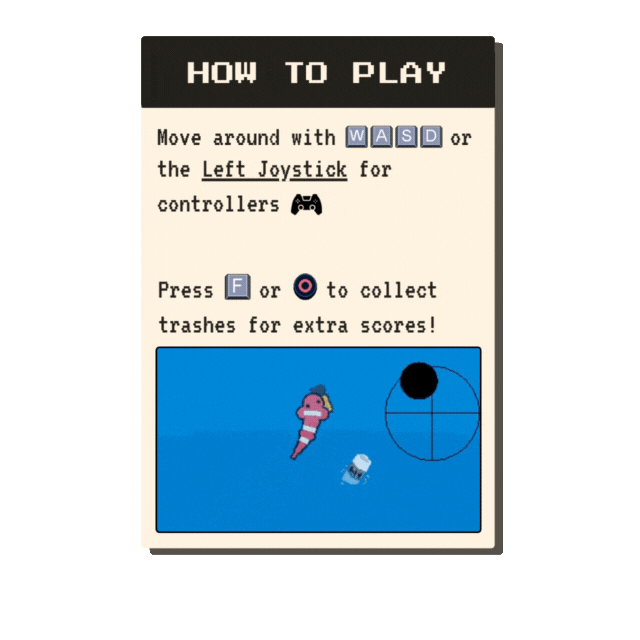 HOW TO PLAY
Move around with W A S D or
the Left Joystick for
controllers
Press F or to collect
trashes for extra scores!